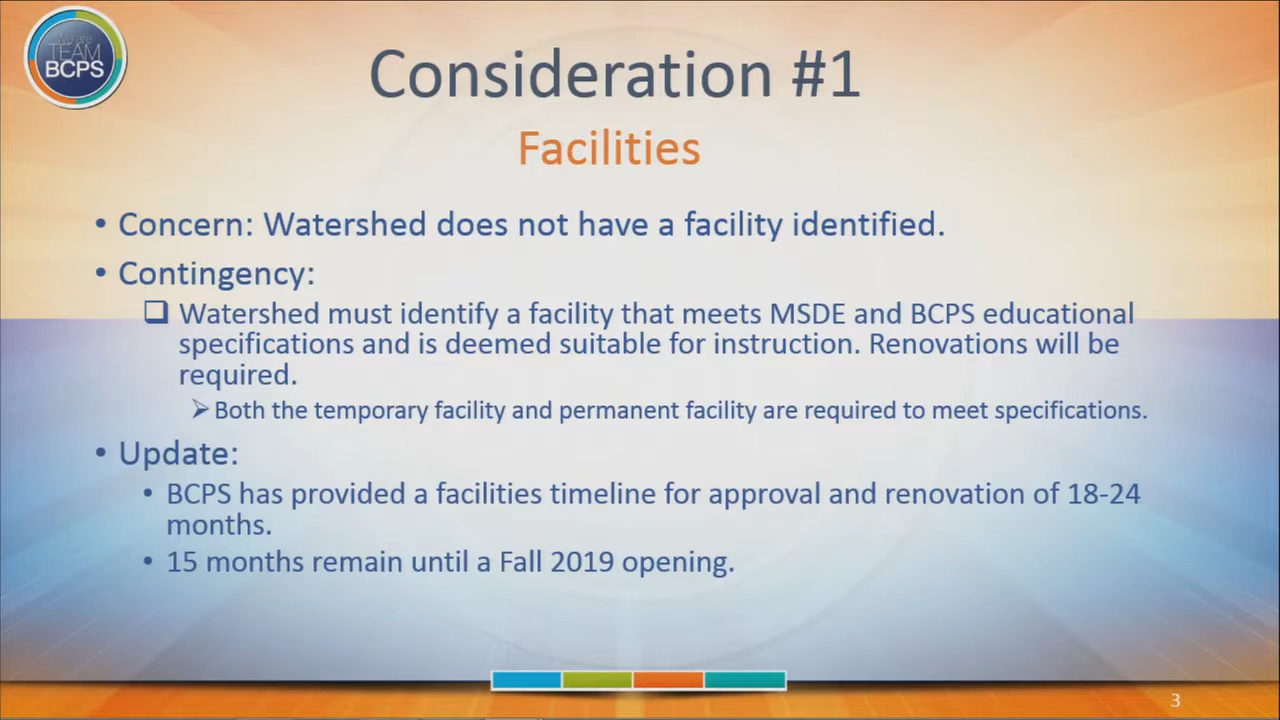 We are
TEAM
BCPS
Consideration #1
Facilities
• Concern: Watershed does not have a facility identified.
• Contingency:
❑ Watershed must identify a facility that meets MSDE and BCPS educational
specifications and is deemed suitable for instruction. Renovations will be
required.
➢ Both the temporary facility and permanent facility are required to meet specifications.
• Update:
• BCPS has provided a facilities timeline for approval and renovation of 18-24
months.
• 15 months remain until a Fall 2019 opening.
3